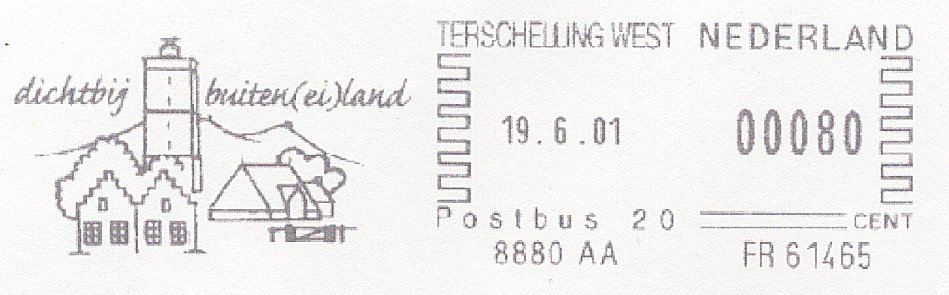 dichtbij buiten(ei)land
TERSCHELLING WEST NEDERLAND
19.6.01 00080
Postbus 20 CENT
8880 AA FR 61465